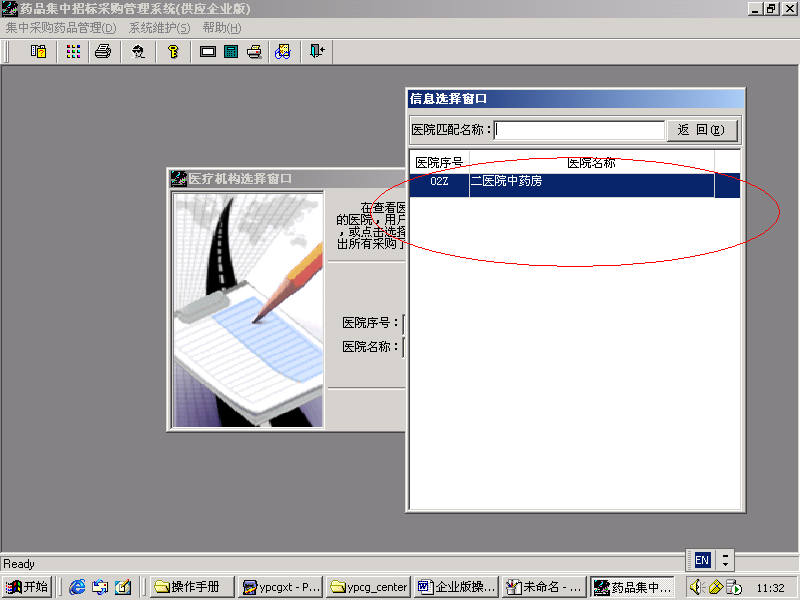 药品集中招标采购管理系统(供应企业版)
集中采购药品管理(D) 系统维护(S) 帮助(H)
信息选择窗口
医院匹配名称：
返 回(E)
医院序号 医院名称
02Z 二医院中药房
医疗机构选择窗口
在查看医
的医院，用户
，或点击选择
出所有采购了
医院序号：
医院名称：
Ready
EN
开始
操作手册
ypcgxt - P...
ypcg_center
企业版操...
未命名 - ...
药品集中...
11:32